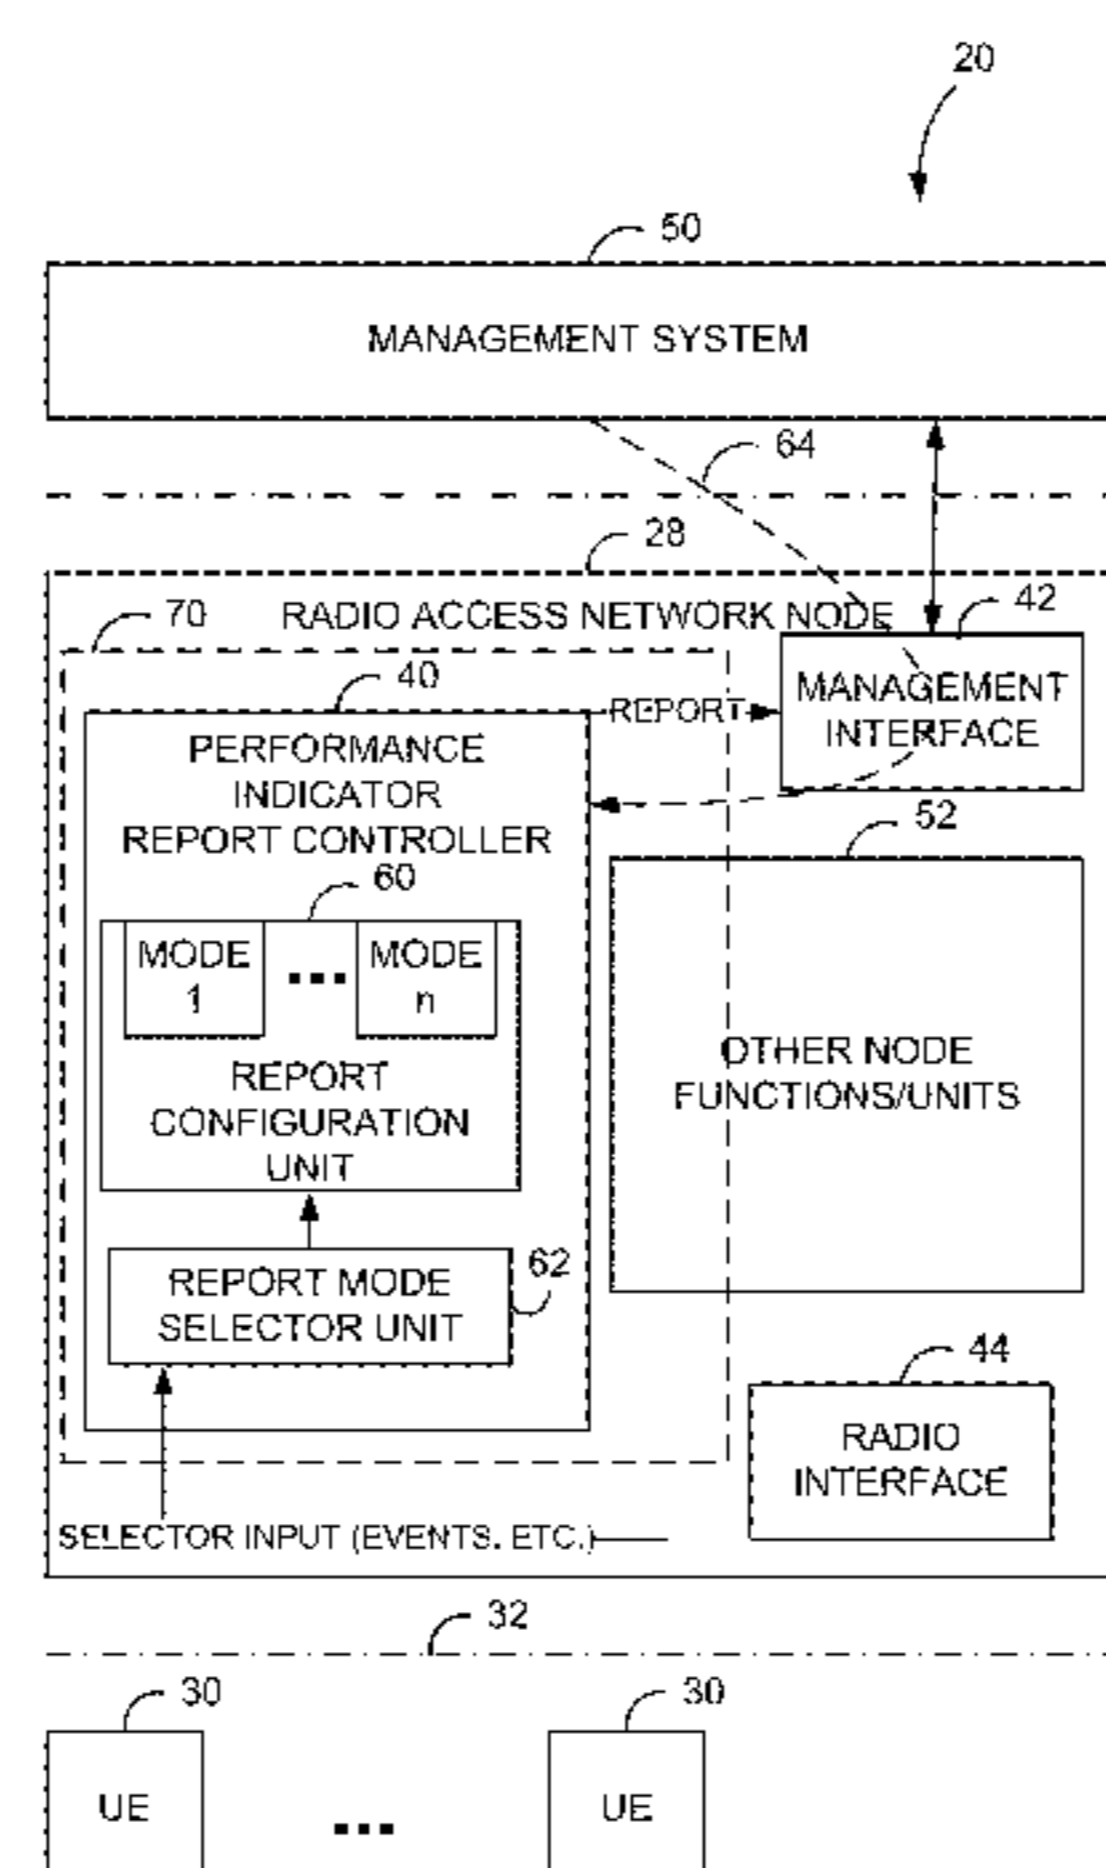 20
50
MANAGEMENT SYSTEM
64
28
RADIO ACCESS NETWORK NODE
70
42
40
REPORT
MANAGEMENT
INTERFACE
PERFORMANCE
INDICATOR
REPORT CONTROLLER
52
60
MODE
1
...
MODE
n
REPORT
CONFIGURATION
UNIT
OTHER NODE
FUNCTIONS/UNITS
62
REPORT MODE
SELECTOR UNIT
44
RADIO
INTERFACE
SELECTOR INPUT (EVENTS. ETC.)
32
30
30
UE
...
UE